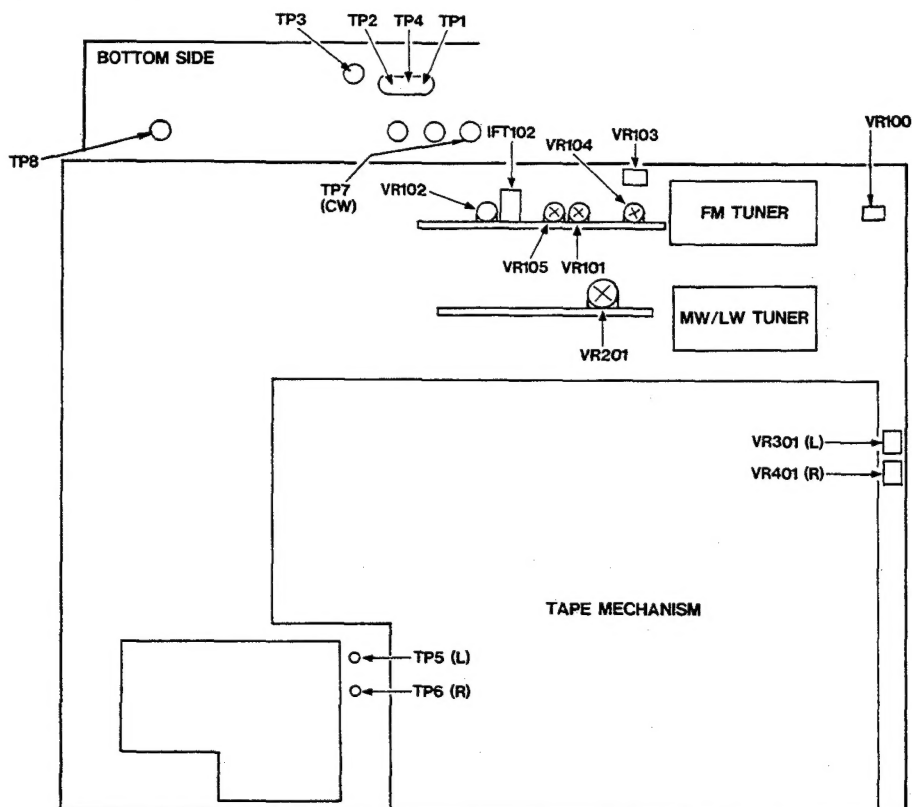 TP3 TP2 TP4 TP1
BOTTOM SIDE
TP8
TP7
(CW)
IFT102
VR102
VR103
VR104
VR100
FM TUNER
VR105 VR101
MW/LW TUNER
VR201
VR301 (L)
VR401 (R)
TAPE MECHANISM
TP5 (L)
TP6 (R)